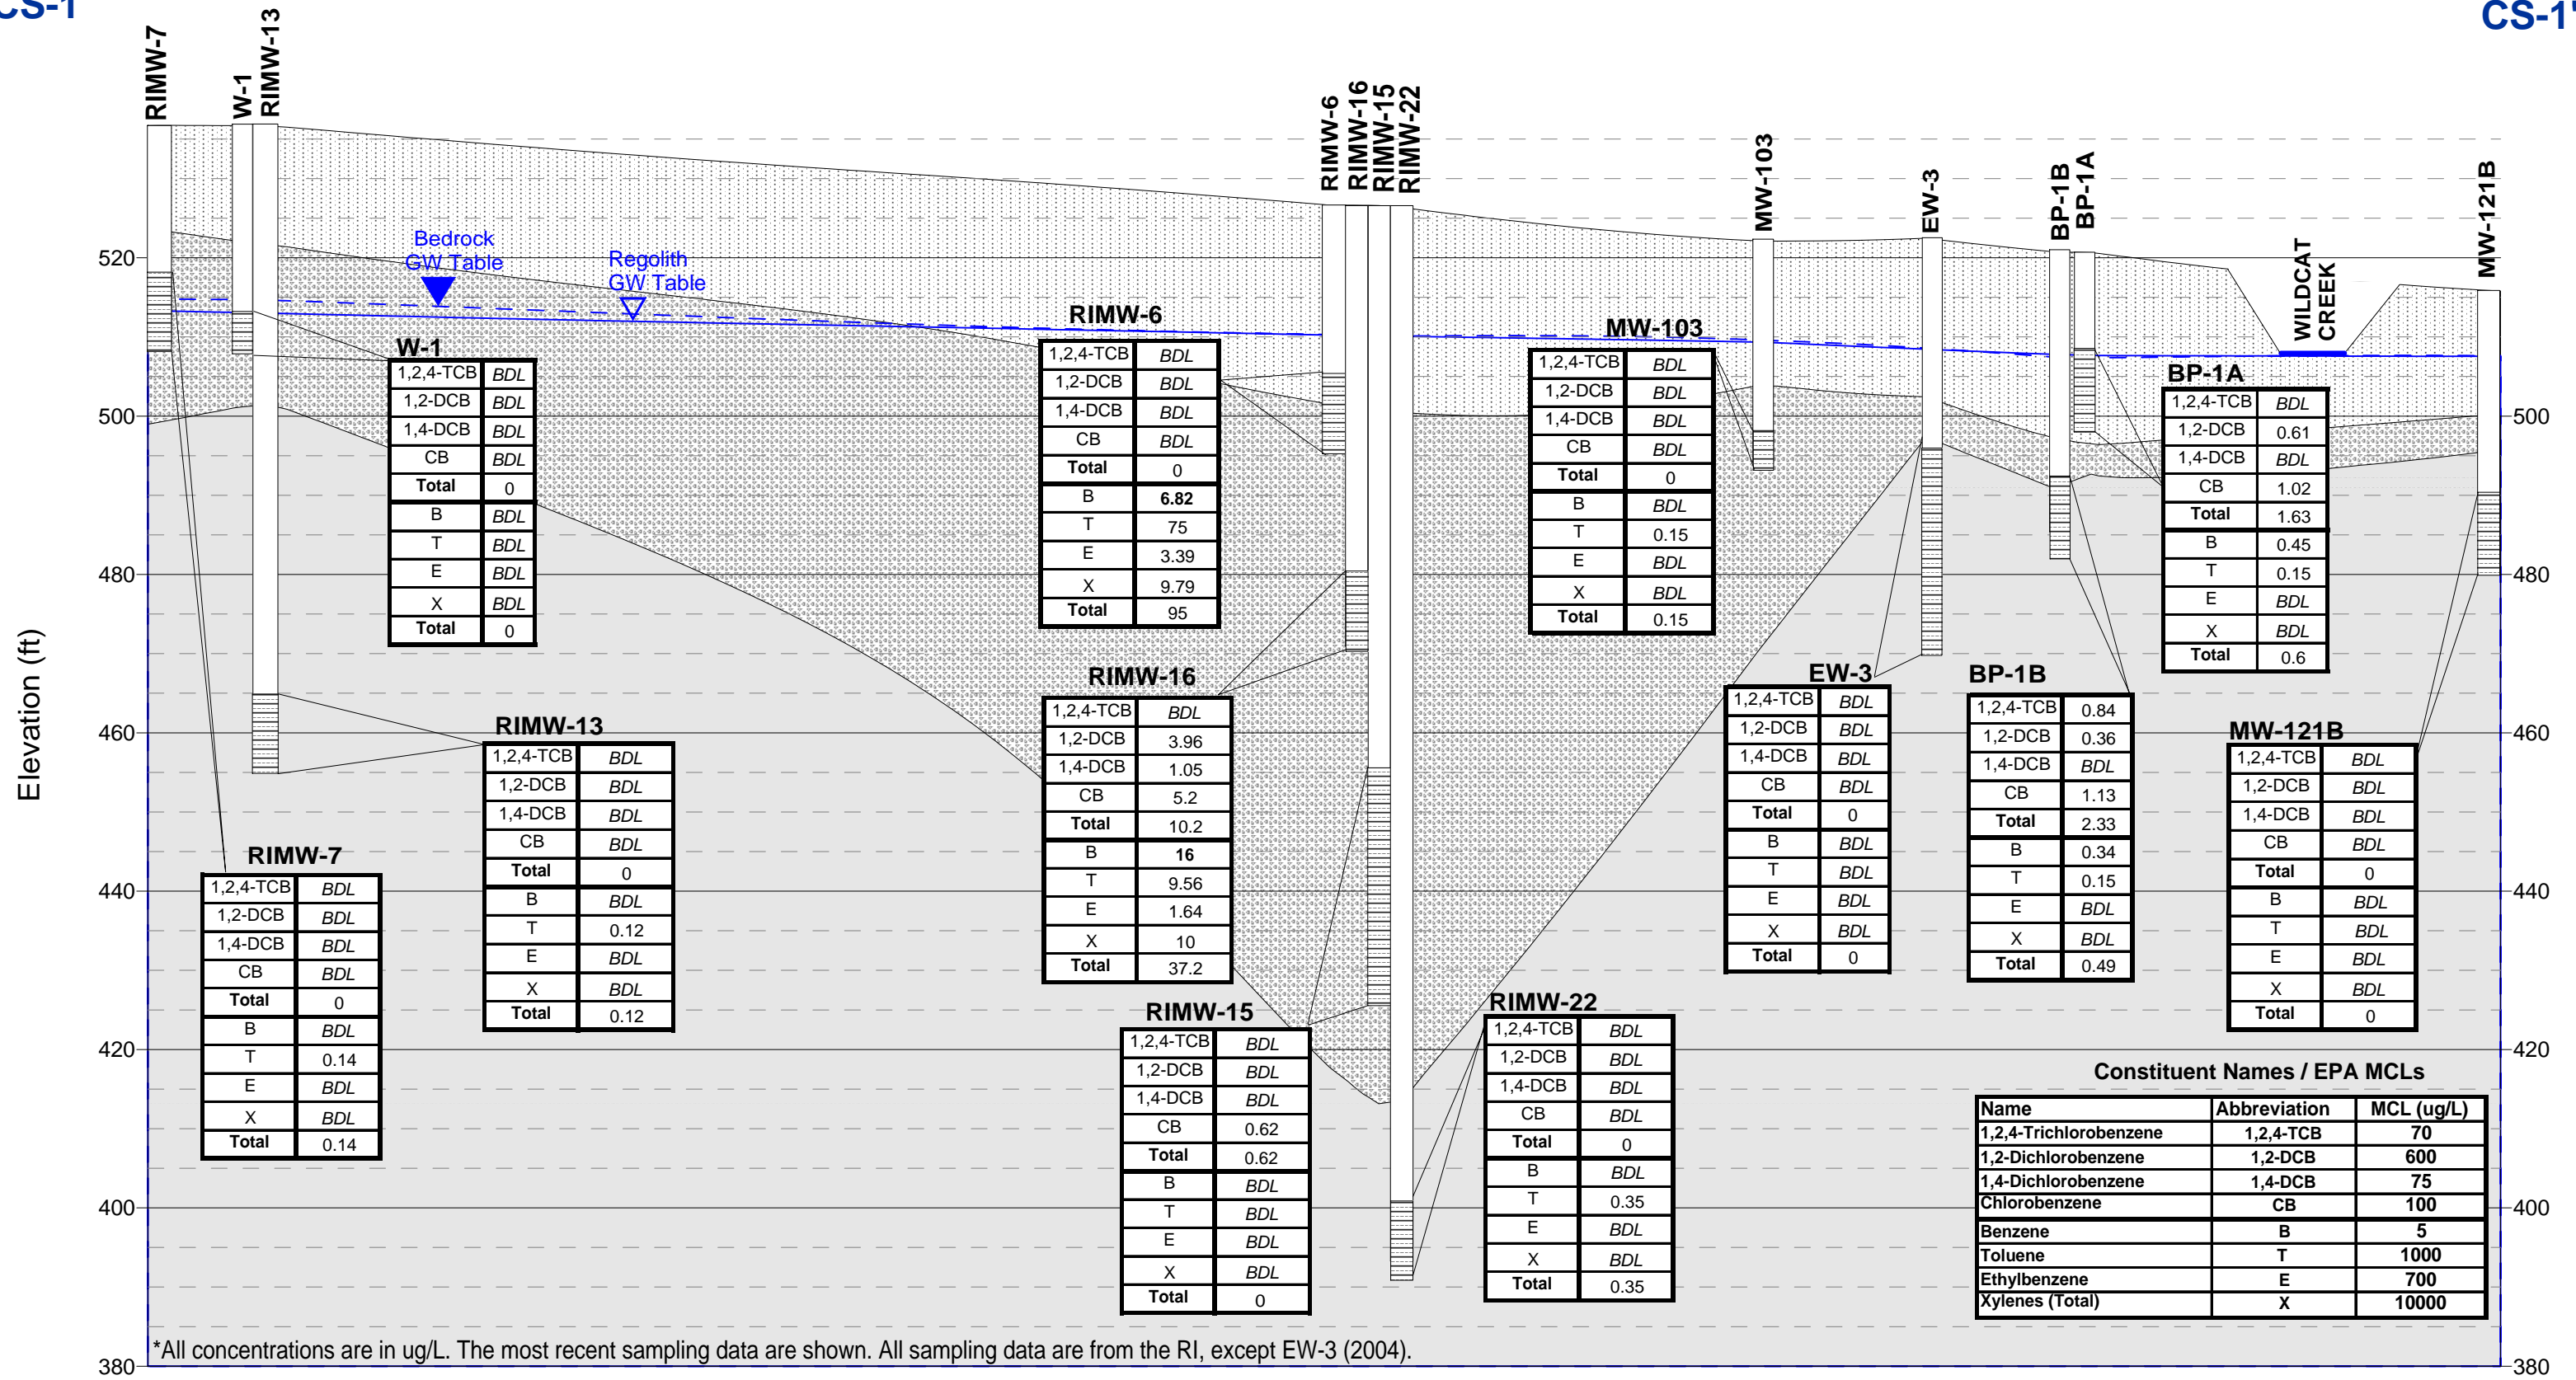 CS-1
CS-1'
RIMW-7
W-1
RIMW-13
RIMW-6
RIMW-16
RIMW-15
RIMW-22
MW-103
EW-3
BP-1B
BP-1A
WILDCAT
CREEK
MW-121B
Elevation (ft)
520
500
480
460
440
420
400
380
500
480
460
440
420
400
380
Bedrock
GW Table
Regolith
GW Table
W-1
1,2,4-TCB BDL
1,2-DCB BDL
1,4-DCB BDL
CB BDL
Total 0
B BDL
T BDL
E BDL
X BDL
Total 0
RIMW-6
1,2,4-TCB BDL
1,2-DCB BDL
1,4-DCB BDL
CB BDL
Total 0
B 6.82
T 75
E 3.39
X 9.79
Total 95
MW-103
1,2,4-TCB BDL
1,2-DCB BDL
1,4-DCB BDL
CB BDL
Total 0
B BDL
T 0.15
E BDL
X BDL
Total 0.15
BP-1A
1,2,4-TCB BDL
1,2-DCB 0.61
1,4-DCB BDL
CB 1.02
Total 1.63
B 0.45
T 0.15
E BDL
X BDL
Total 0.6
RIMW-16
1,2,4-TCB BDL
1,2-DCB 3.96
1,4-DCB 1.05
CB 5.2
Total 10.2
B 16
T 9.56
E 1.64
X 10
Total 37.2
EW-3
1,2,4-TCB BDL
1,2-DCB BDL
1,4-DCB BDL
CB BDL
Total 0
B BDL
T BDL
E BDL
X BDL
Total 0
BP-1B
1,2,4-TCB 0.84
1,2-DCB 0.36
1,4-DCB BDL
CB 1.13
Total 2.33
B 0.34
T 0.15
E BDL
X BDL
Total 0.49
RIMW-13
1,2,4-TCB BDL
1,2-DCB BDL
1,4-DCB BDL
CB BDL
Total 0
B BDL
T 0.12
E BDL
X BDL
Total 0.12
MW-121B
1,2,4-TCB BDL
1,2-DCB BDL
1,4-DCB BDL
CB BDL
Total 0
B BDL
T BDL
E BDL
X BDL
Total 0
RIMW-7
1,2,4-TCB BDL
1,2-DCB BDL
1,4-DCB BDL
CB BDL
Total 0
B BDL
T 0.14
E BDL
X BDL
Total 0.14
RIMW-15
1,2,4-TCB BDL
1,2-DCB BDL
1,4-DCB BDL
CB 0.62
Total 0.62
B BDL
T BDL
E BDL
X BDL
Total 0
RIMW-22
1,2,4-TCB BDL
1,2-DCB BDL
1,4-DCB BDL
CB BDL
Total 0
B BDL
T 0.35
E BDL
X BDL
Total 0.35
Constituent Names / EPA MCLs
Name Abbreviation MCL (ug/L)
1,2,4-Trichlorobenzene 1,2,4-TCB 70
1,2-Dichlorobenzene 1,2-DCB 600
1,4-Dichlorobenzene 1,4-DCB 75
Chlorobenzene CB 100
Benzene B 5
Toluene T 1000
Ethylbenzene E 700
Xylenes (Total) X 10000
*All concentrations are in ug/L. The most recent sampling data are shown. All sampling data are from the RI, except EW-3 (2004).